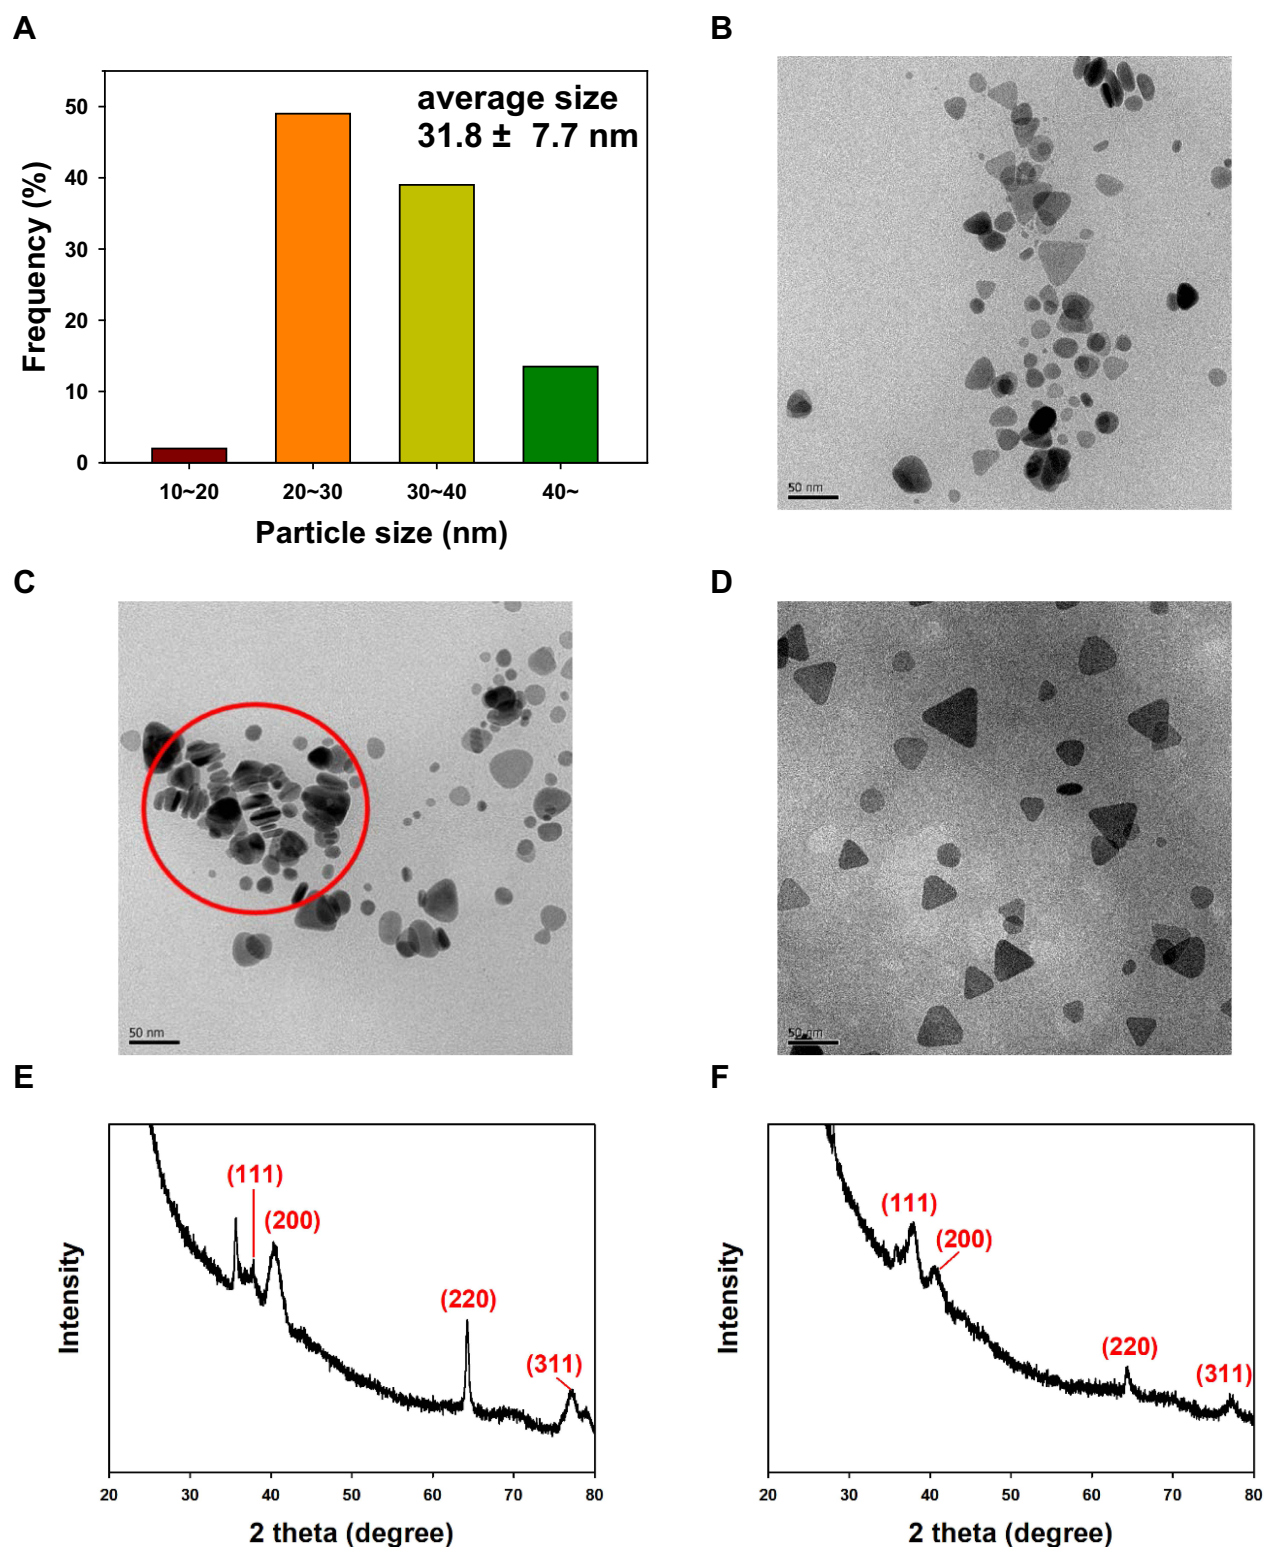 A
average size
31.8 ± 7.7 nm
50
40
30
20
10
0
Frequency (%)
10~20
20~30
30~40
40~
Particle size (nm)
B
50 nm
C
50 nm
D
50 nm
E
(111)
(200)
(220)
(311)
Intensity
20
30
40
50
60
70
80
2 theta (degree)
F
(111)
(200)
(220)
(311)
Intensity
20
30
40
50
60
70
80
2 theta (degree)